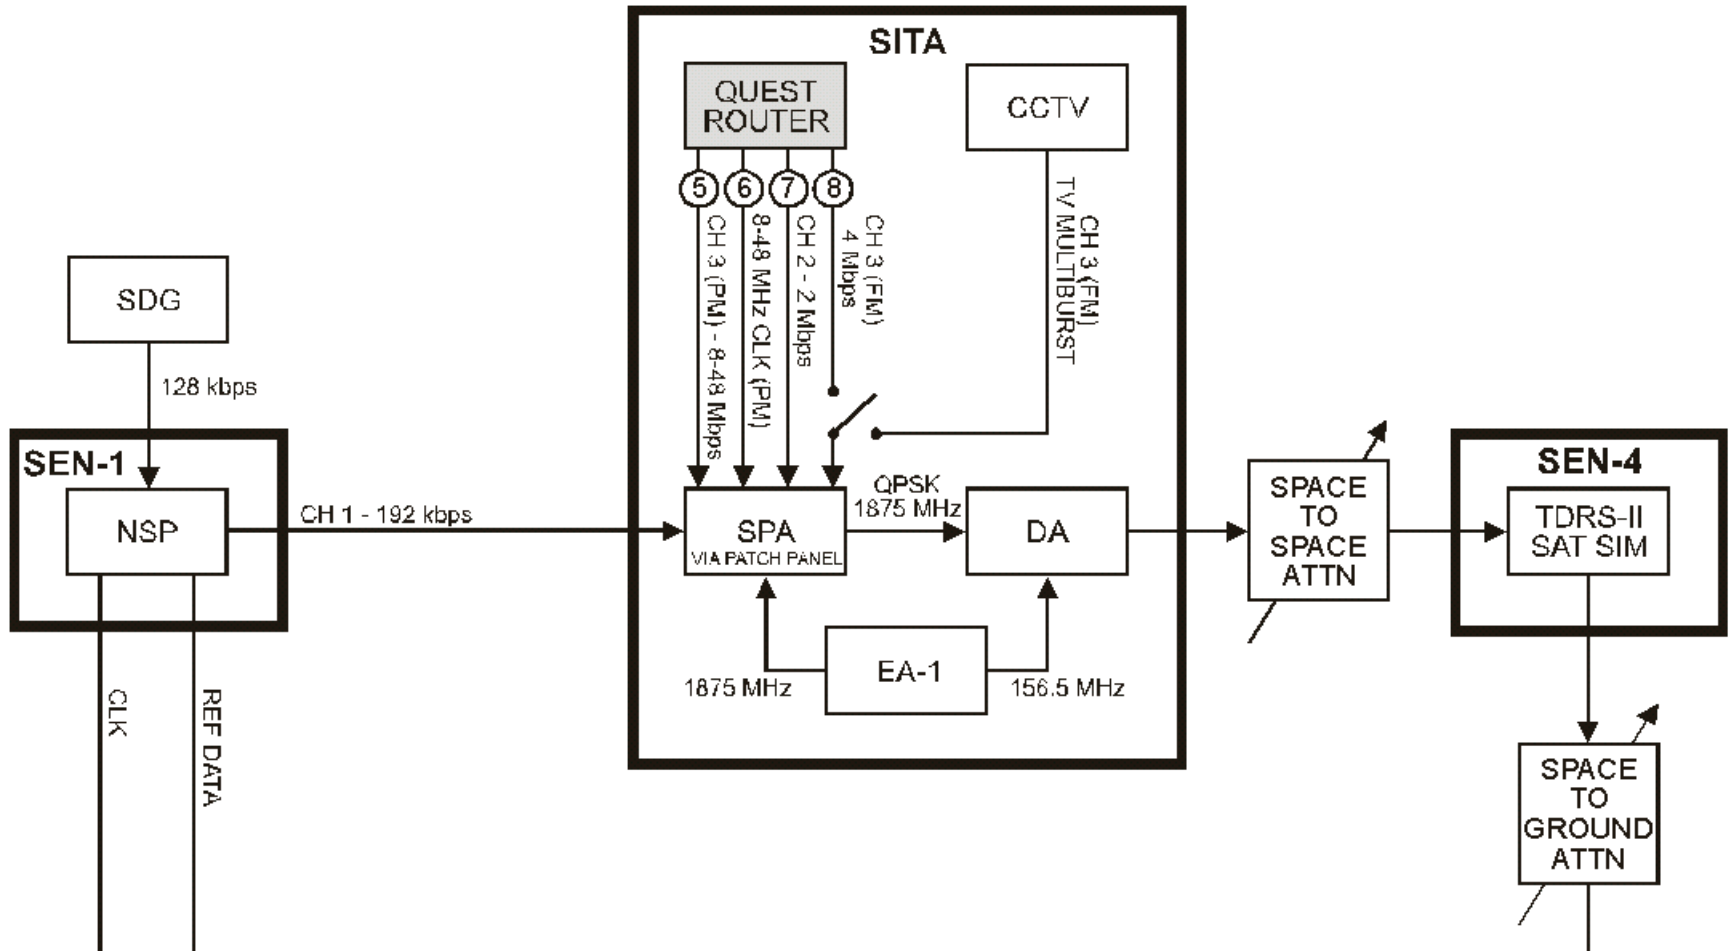 SITA
QUEST
ROUTER
CCTV
5
6
7
8
CH 3 (PM) - 8-48 Mbps
8-48 MHz CLK (PM)
CH 2 - 2 Mbps
CH 3 (FM)
4 Mbps
CH 3 (FM)
TV MULTIBURST
SDG
128 kbps
SEN-1
NSP
CH 1 - 192 kbps
SPA
VIA PATCH PANEL
QPSK
1875 MHz
DA
EA-1
1875 MHz
156.5 MHz
SPACE
TO
SPACE
ATTN
SEN-4
TDRS-II
SAT SIM
CLK
REF DATA
SPACE
TO
GROUND
ATTN